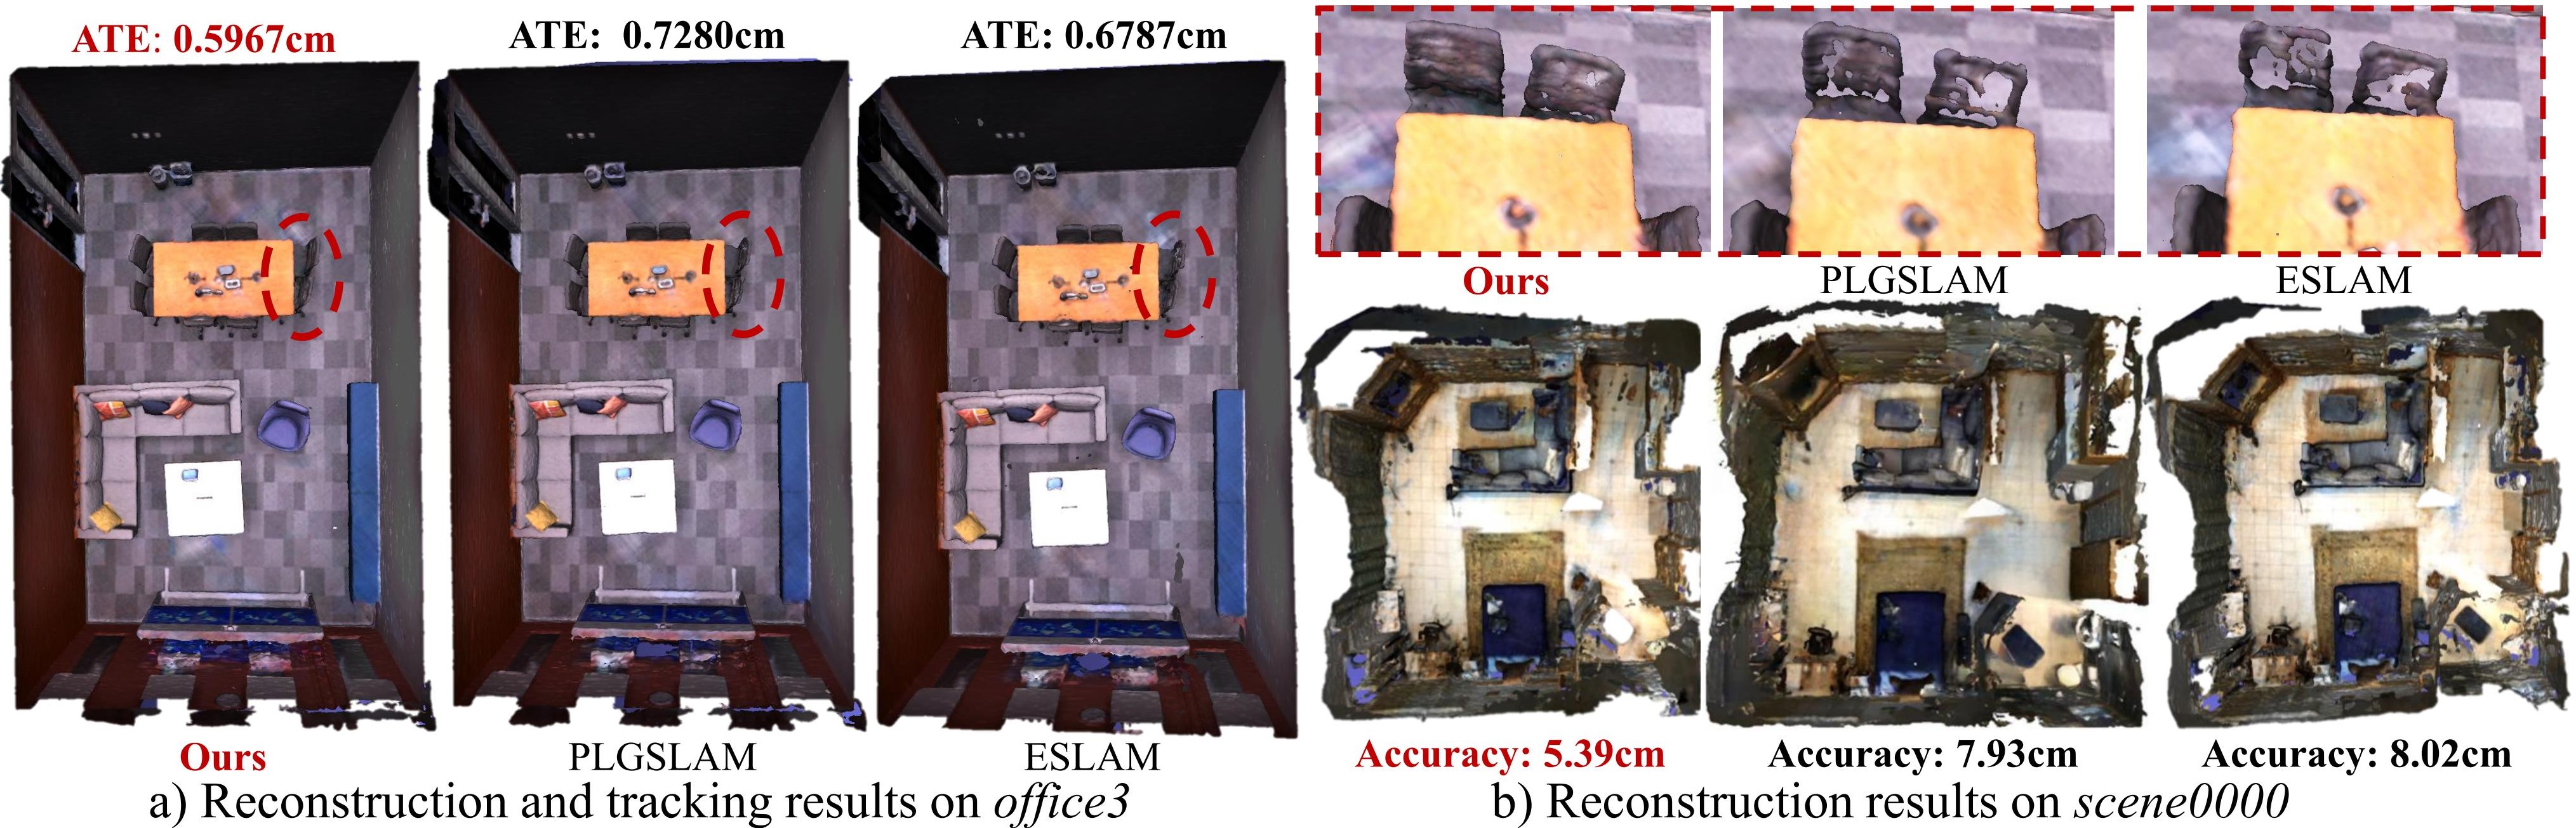 ATE: 0.5967cm
ATE: 0.7280cm
ATE: 0.6787cm
Ours
PLGSLAM
ESLAM
a) Reconstruction and tracking results on office3
Ours
PLGSLAM
ESLAM
Accuracy: 5.39cm
Accuracy: 7.93cm
Accuracy: 8.02cm
b) Reconstruction results on scene0000